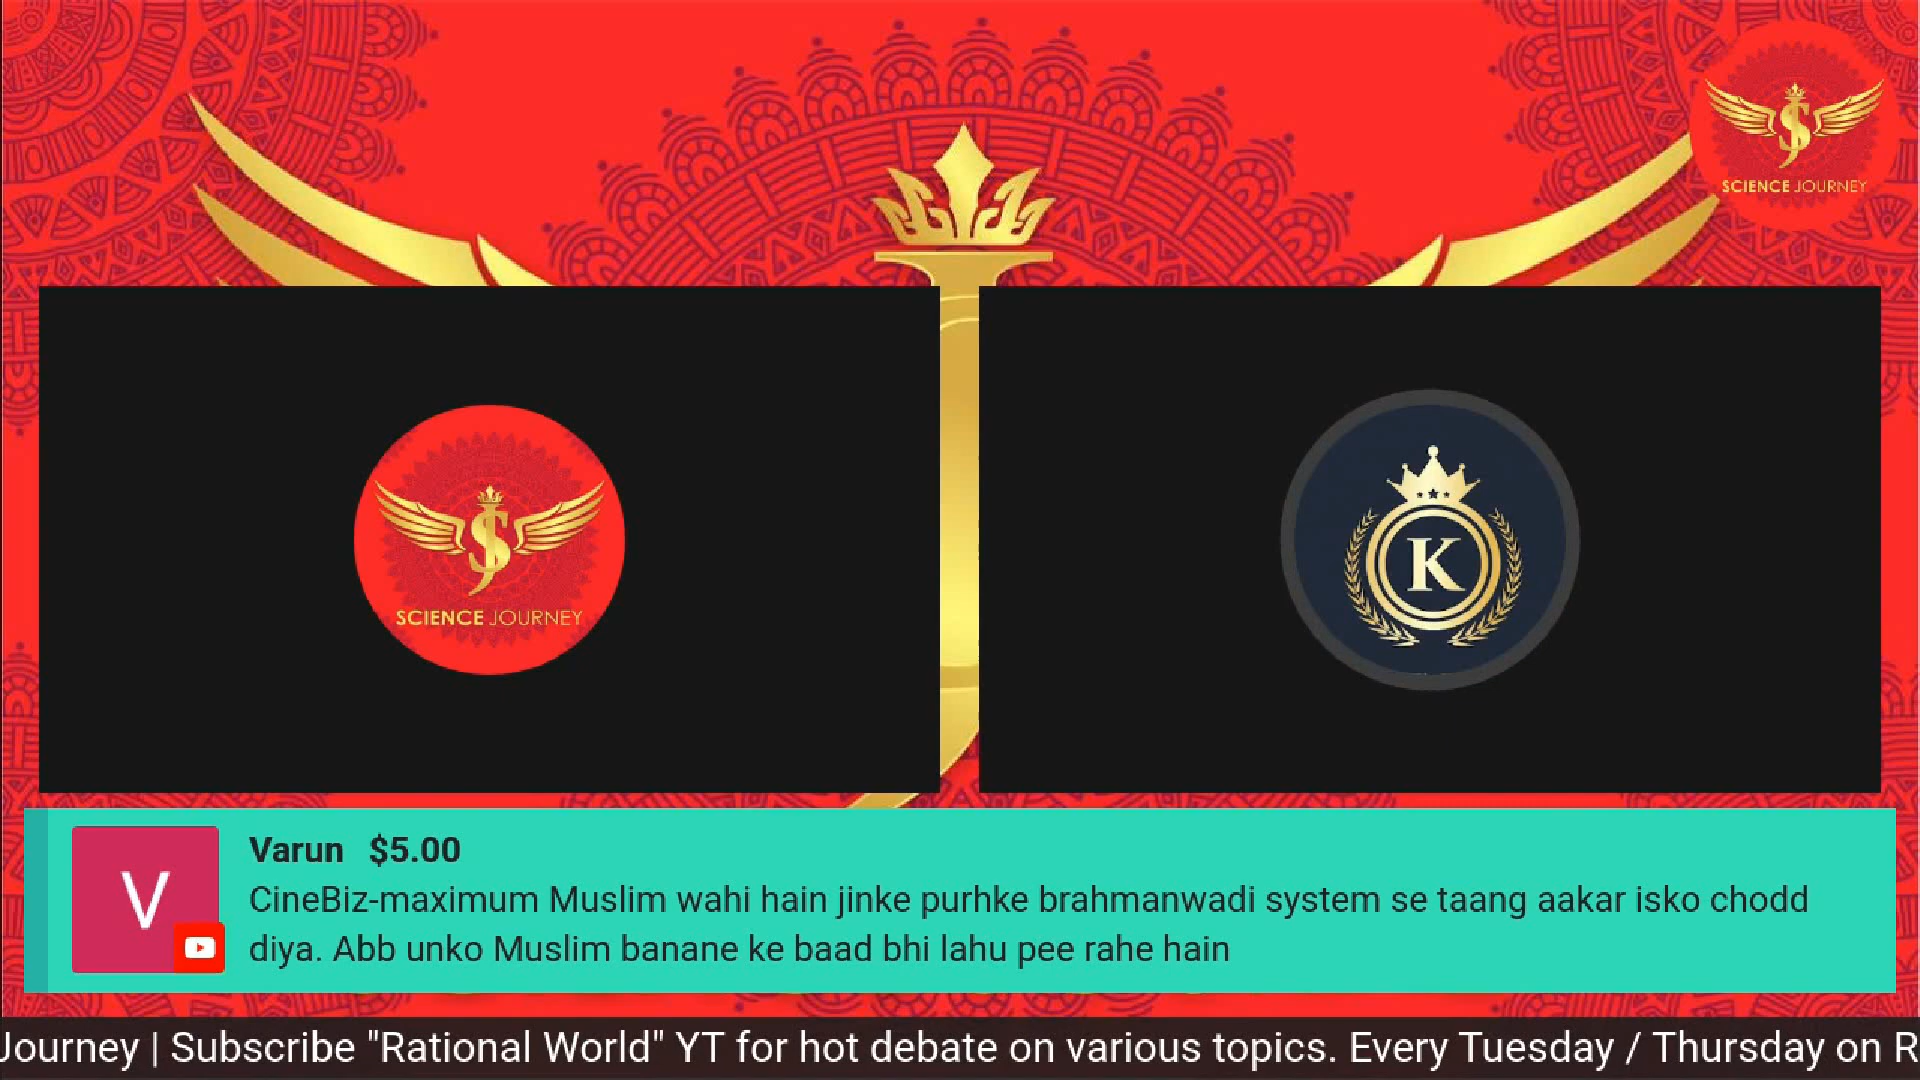 SCIENCE JOURNEY
SCIENCE JOURNEY
K
V
Varun $5.00
CineBiz-maximum Muslim wahi hain jinke purhke brahmanwadi system se taang aakar isko chodd
diya. Abb unko Muslim banane ke baad bhi lahu pee rahe hain
Journey | Subscribe "Rational World" YT for hot debate on various topics. Every Tuesday / Thursday on R